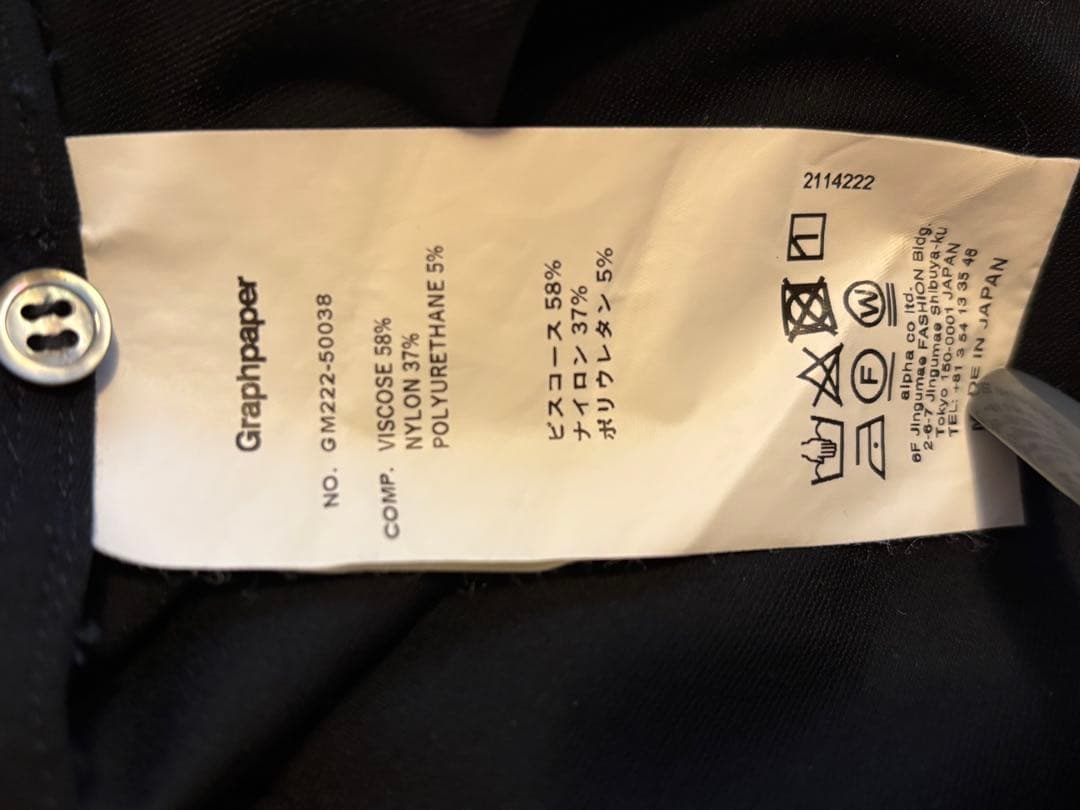 Graphpaper
NO. GM222-50038
COMP. VISCOSE 58%
NYLON 37%
POLYURETHANE 5%
ビスコース 58%
ナイロン 37%
ポリウレタン 5%
2114222
F W
alpha co ltd.
6F Jingumae FASHION Bldg.
2-6-7 Jingumae Shibuya-ku
Tokyo 150-0001 JAPAN
TEL: +81 3 54 13 35 46
DE IN JAPAN